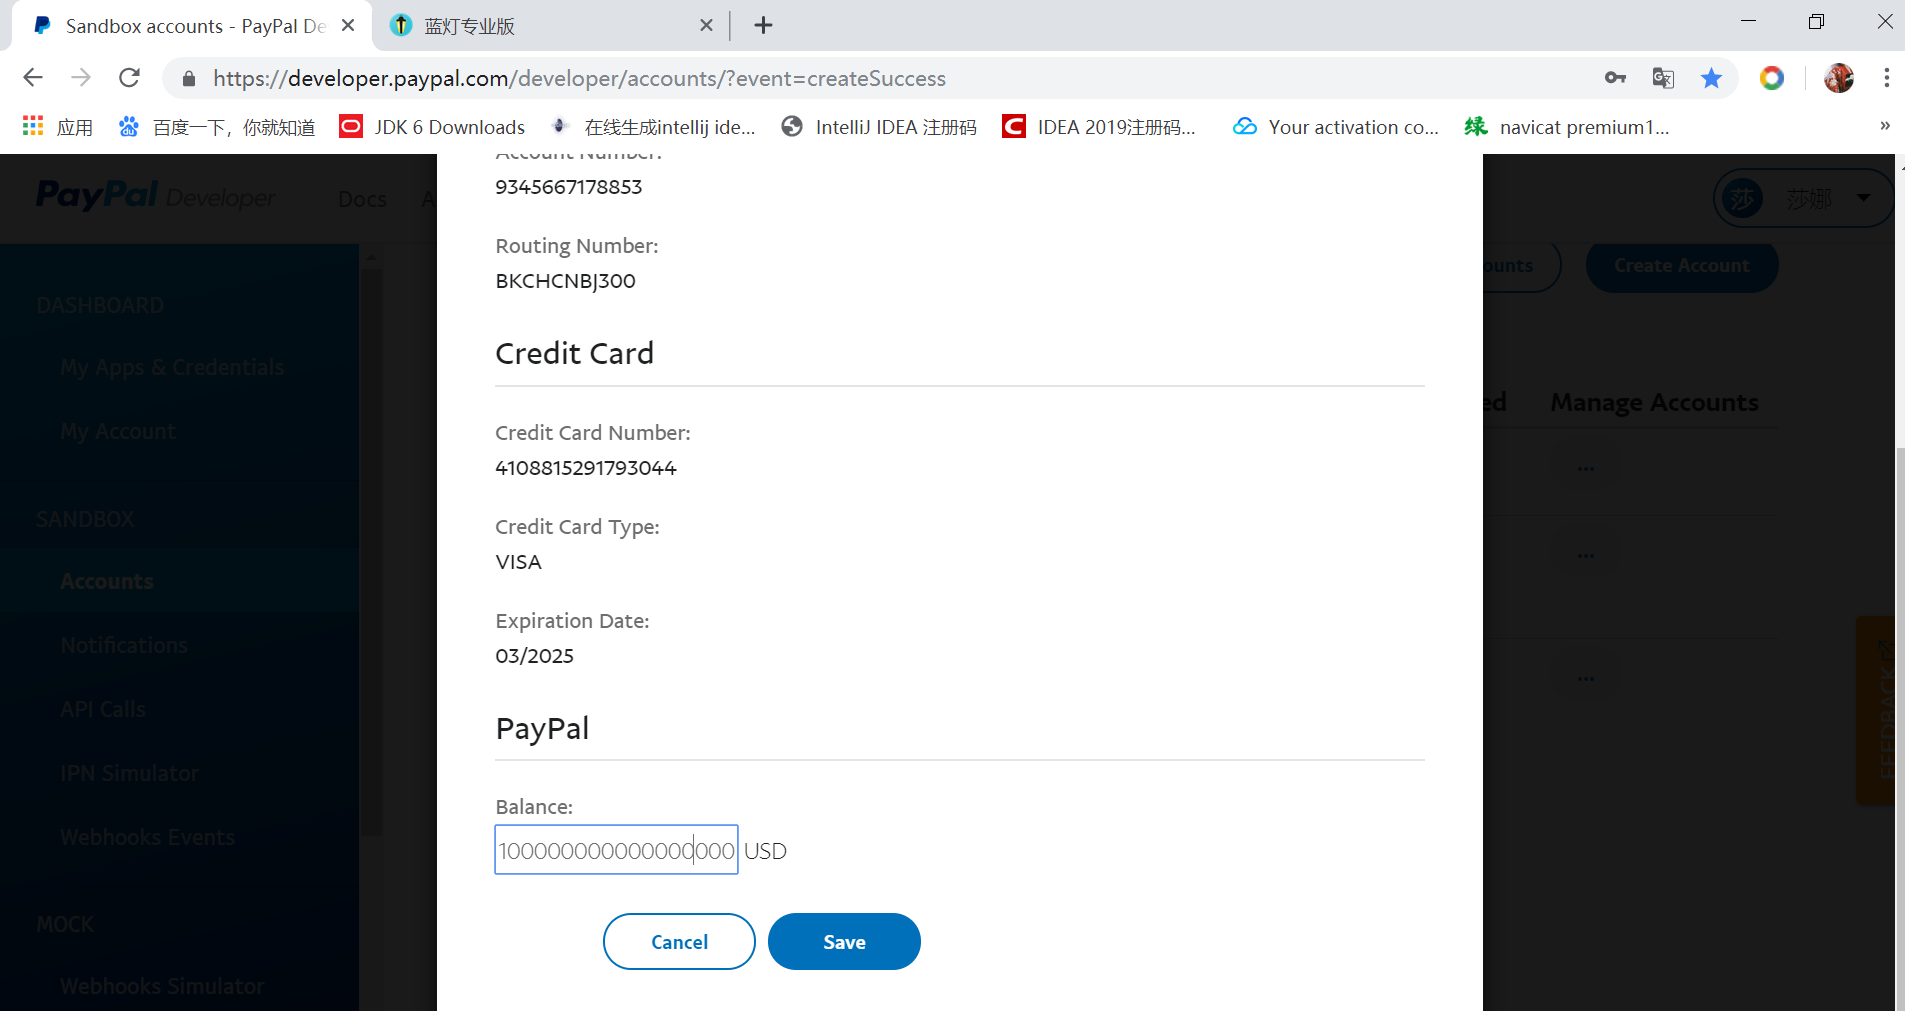 Sandbox accounts - PayPal De
蓝灯专业版
https://developer.paypal.com/developer/accounts/?event=createSuccess
应用
百度一下，你就知道
JDK 6 Downloads
在线生成intellij ide...
IntelliJ IDEA 注册码
IDEA 2019注册码...
Your activation co...
绿 navicat premium1...
»
PayPal Developer
Docs
A
莎 莎娜
DASHBOARD
My Apps & Credentials
My Account
SANDBOX
Accounts
Notifications
API Calls
IPN Simulator
Webhooks Events
MOCK
Webhooks Simulator
Account Number:
9345667178853
Routing Number:
BKCHCNBJ300
Credit Card
Credit Card Number:
4108815291793044
Credit Card Type:
VISA
Expiration Date:
03/2025
PayPal
Balance:
100000000000000000 USD
Cancel
Save
ounts
Create Account
ed
Manage Accounts
...
...
...
FEEDBACK